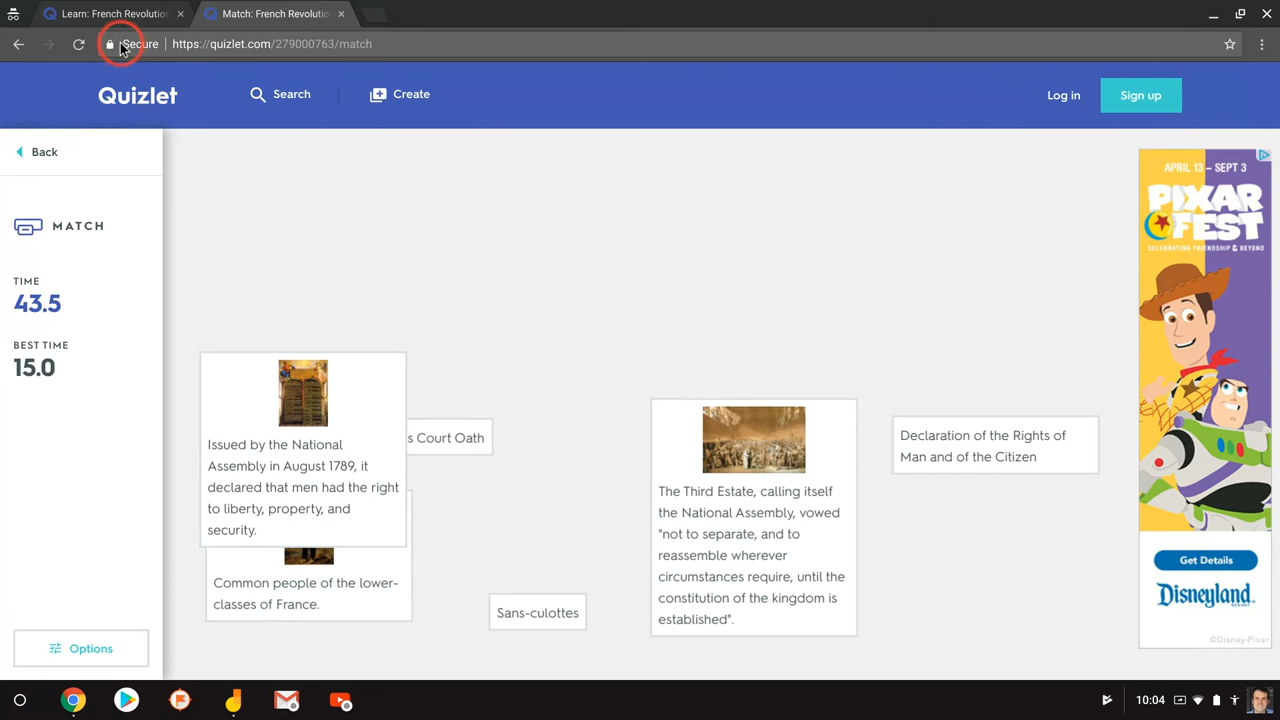 Learn: French Revolution
Match: French Revolutio
Secure
https://quizlet.com/279000763/match
Quizlet
Search
Create
Log in
Sign up
Back
MATCH
TIME
43.5
BEST TIME
15.0
Options
Issued by the National
Assembly in August 1789, it
declared that men had the right
to liberty, property, and
security.
s Court Oath
Common people of the lower-
classes of France.
Sans-culottes
The Third Estate, calling itself
the National Assembly, vowed
"not to separate, and to
reassemble wherever
circumstances require, until the
constitution of the kingdom is
established".
Declaration of the Rights of
Man and of the Citizen
APRIL 13 – SEPT 3
PIXAR
FEST
CELEBRATING FRIENDSHIP & BEYOND
Get Details
Disneyland
RESORT
©Disney•Pixar
10:04